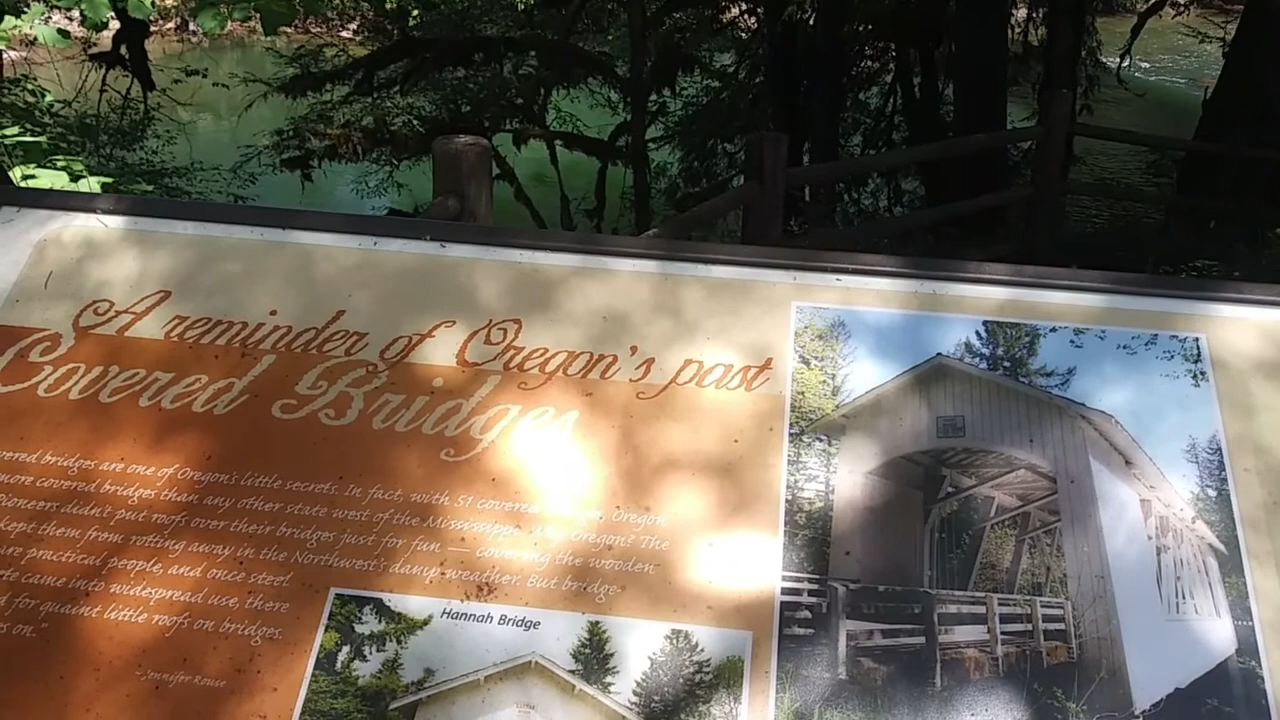 A reminder of Oregon's past
Covered Bridges
vered bridges are one of Oregon's little secrets. In fact, with 51 covered Oregon
more covered bridges than any other state west of the Mississippi. Why Oregon? The
Pioneers didn't put roofs over their bridges just for fun — covering the wooden
kept them from rotting away in the Northwest's damp weather. But bridge-
are practical people, and once steel
te came into widespread use, there
d for quaint little roofs on bridges.
s on."
-Jennifer Rouse
Hannah Bridge